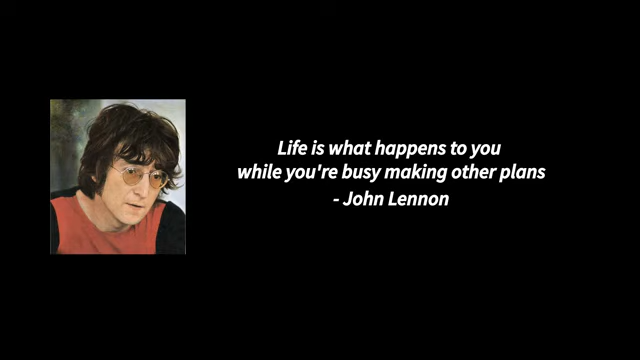 Life is what happens to you
while you're busy making other plans
- John Lennon